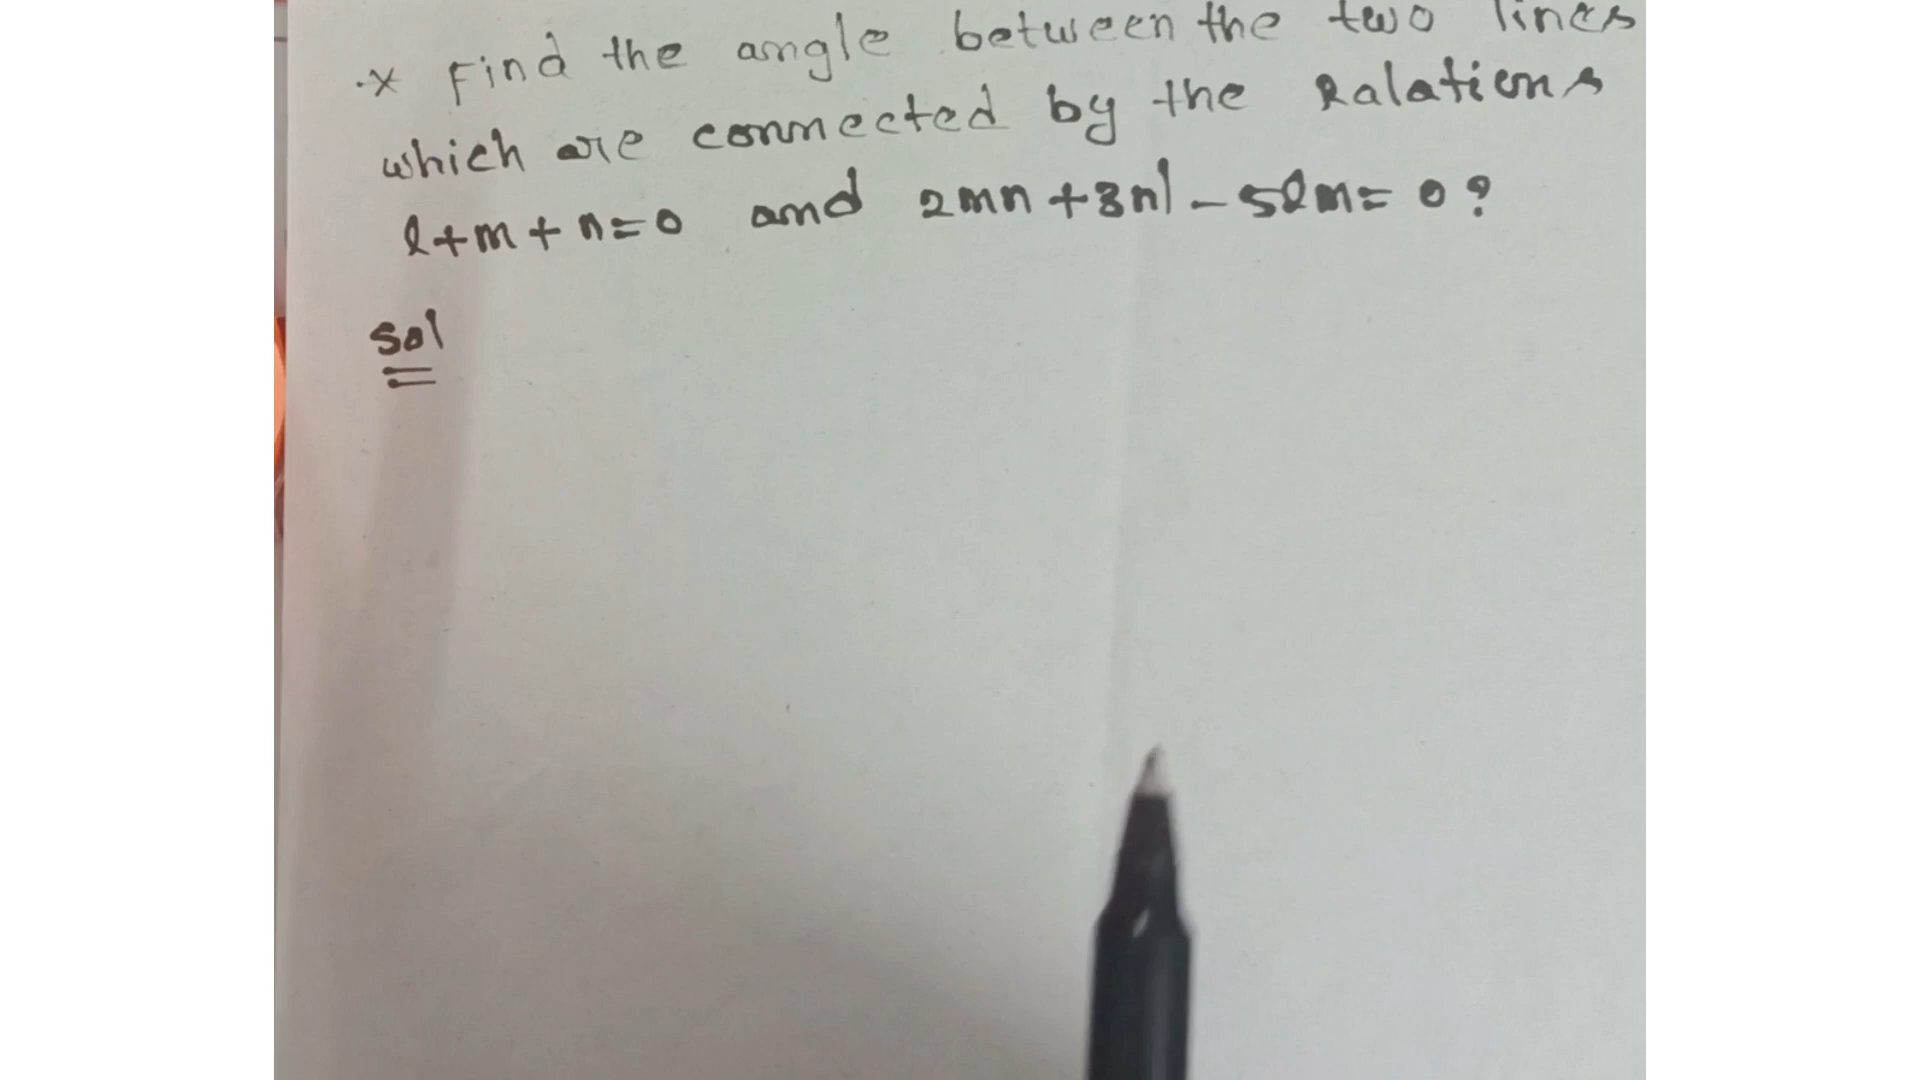 ·x Find the angle between the two lines
which are connected by the Ralations
l+m+n=0 and 2mn+3nl-5lm=0?
Sol